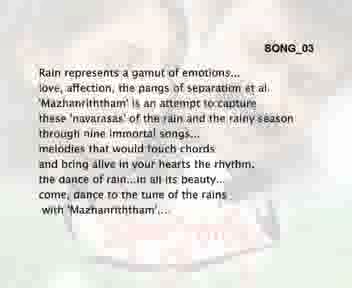 SONG_03
Rain represents a gamut of emotions...
love, affection, the pangs of separation et al.
'Mazhanriththam' is an attempt to capture
these 'navarasas' of the rain and the rainy season
through nine immortal songs...
melodies that would touch chords
and bring alive in your hearts the rhythm,
the dance of rain...in all its beauty...
come, dance to the tune of the rains
with 'Mazhanriththam',...